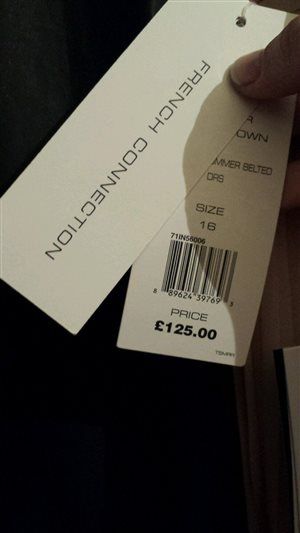 FRENCH CONNECTION
R
OWN
MMER BELTED
DRS
SIZE
16
71IN56006
8 89624 39769 3
PRICE
£125.00